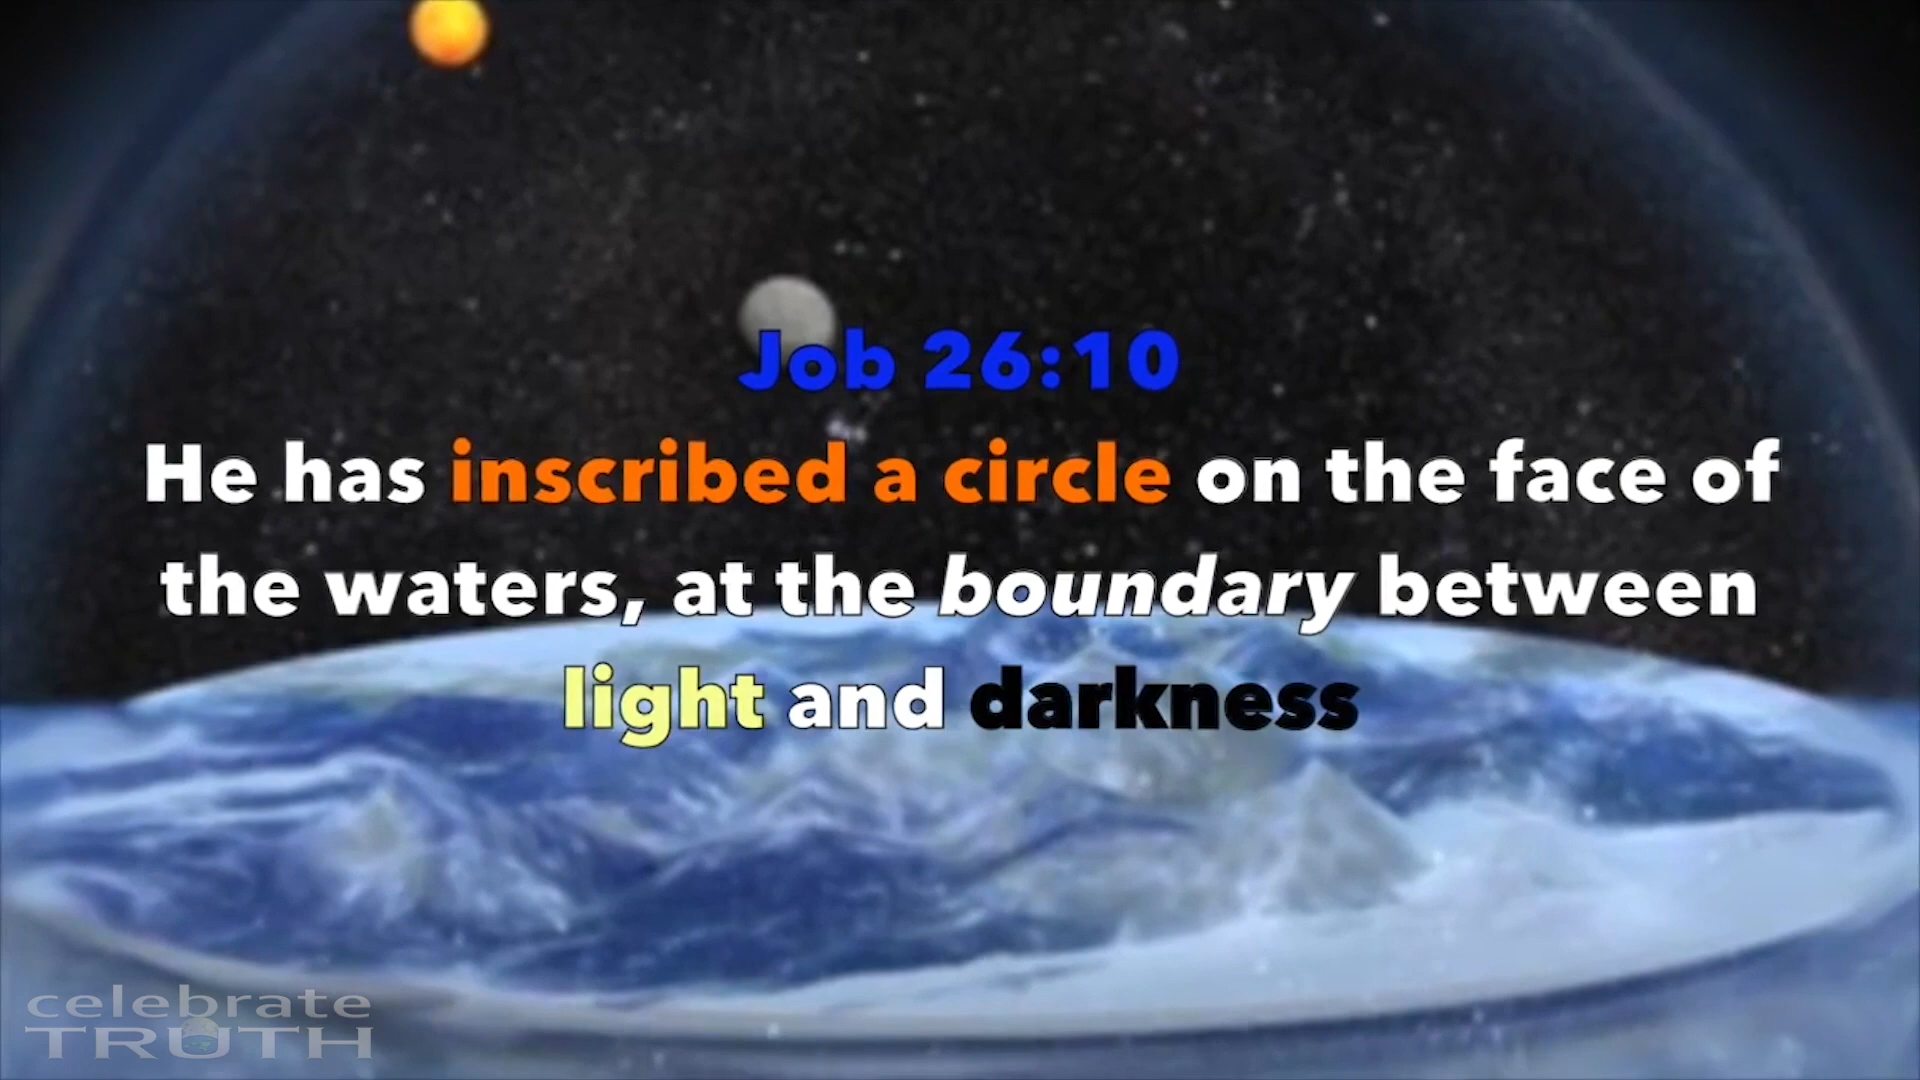 Job 26:10
He has inscribed a circle on the face of
the waters, at the boundary between
light and darkness
celebrate
TRUTH